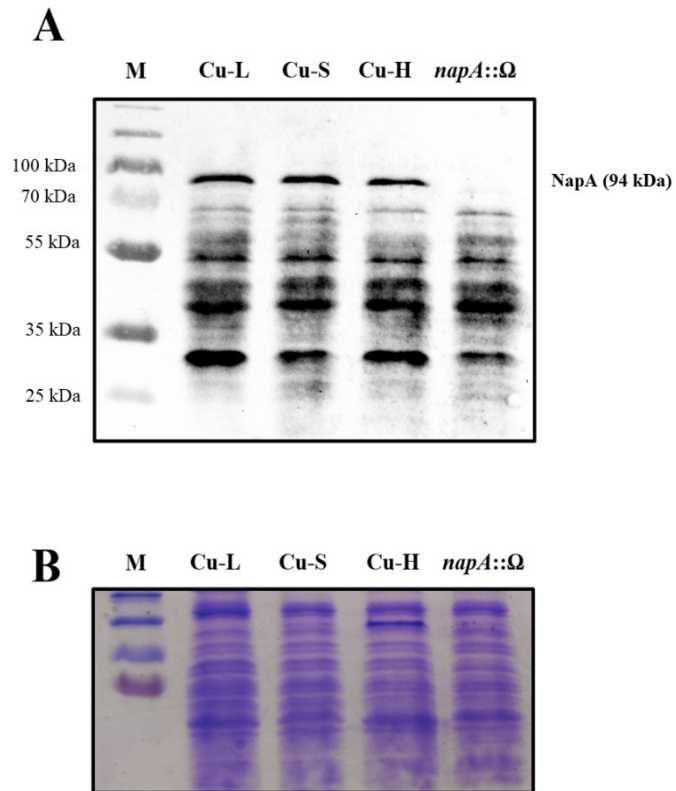 A
M Cu-L Cu-S Cu-H napA::Ω
100 kDa
NapA (94 kDa)
70 kDa
55 kDa
35 kDa
25 kDa
B
M Cu-L Cu-S Cu-H napA::Ω